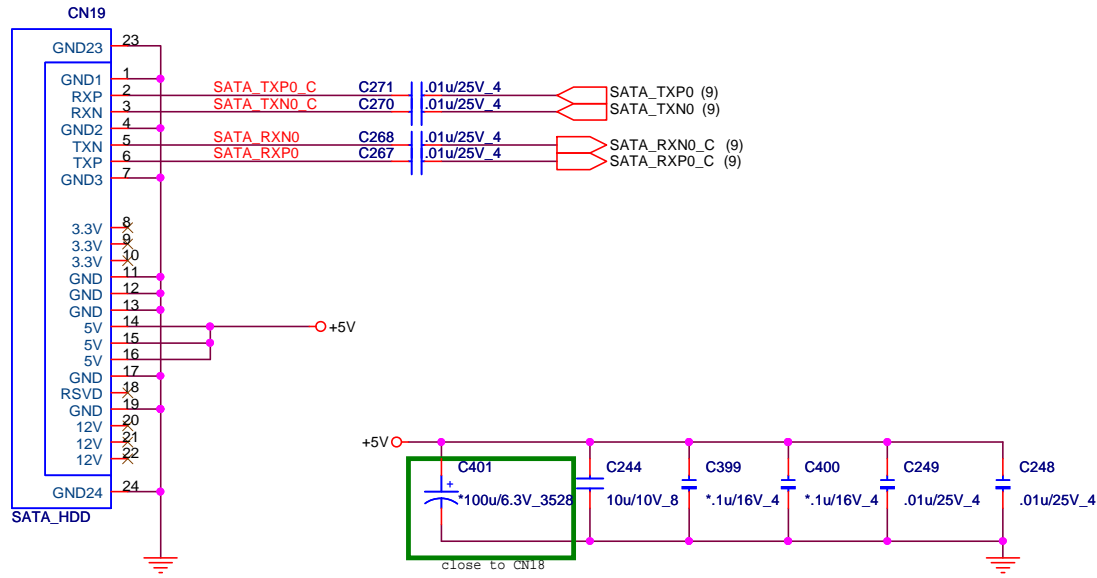 CN19
GND23 23
GND1 1
RXP 2 SATA_TXP0_C C271 .01u/25V_4 SATA_TXP0 (9)
RXN 3 SATA_TXN0_C C270 .01u/25V_4 SATA_TXN0 (9)
GND2 4
TXN 5 SATA_RXN0 C268 .01u/25V_4 SATA_RXN0_C (9)
TXP 6 SATA_RXP0 C267 .01u/25V_4 SATA_RXP0_C (9)
GND3 7
3.3V 8
3.3V 9
3.3V 10
GND 11
GND 12
GND 13
5V 14 +5V
5V 15
5V 16
GND 17
RSVD 18
GND 19
12V 20
12V 21
12V 22
GND24 24
SATA_HDD
+5V
C401 C244 C399 C400 C249 C248
+
*100u/6.3V_3528 10u/10V_8 *.1u/16V_4 *.1u/16V_4 .01u/25V_4 .01u/25V_4
close to CN18